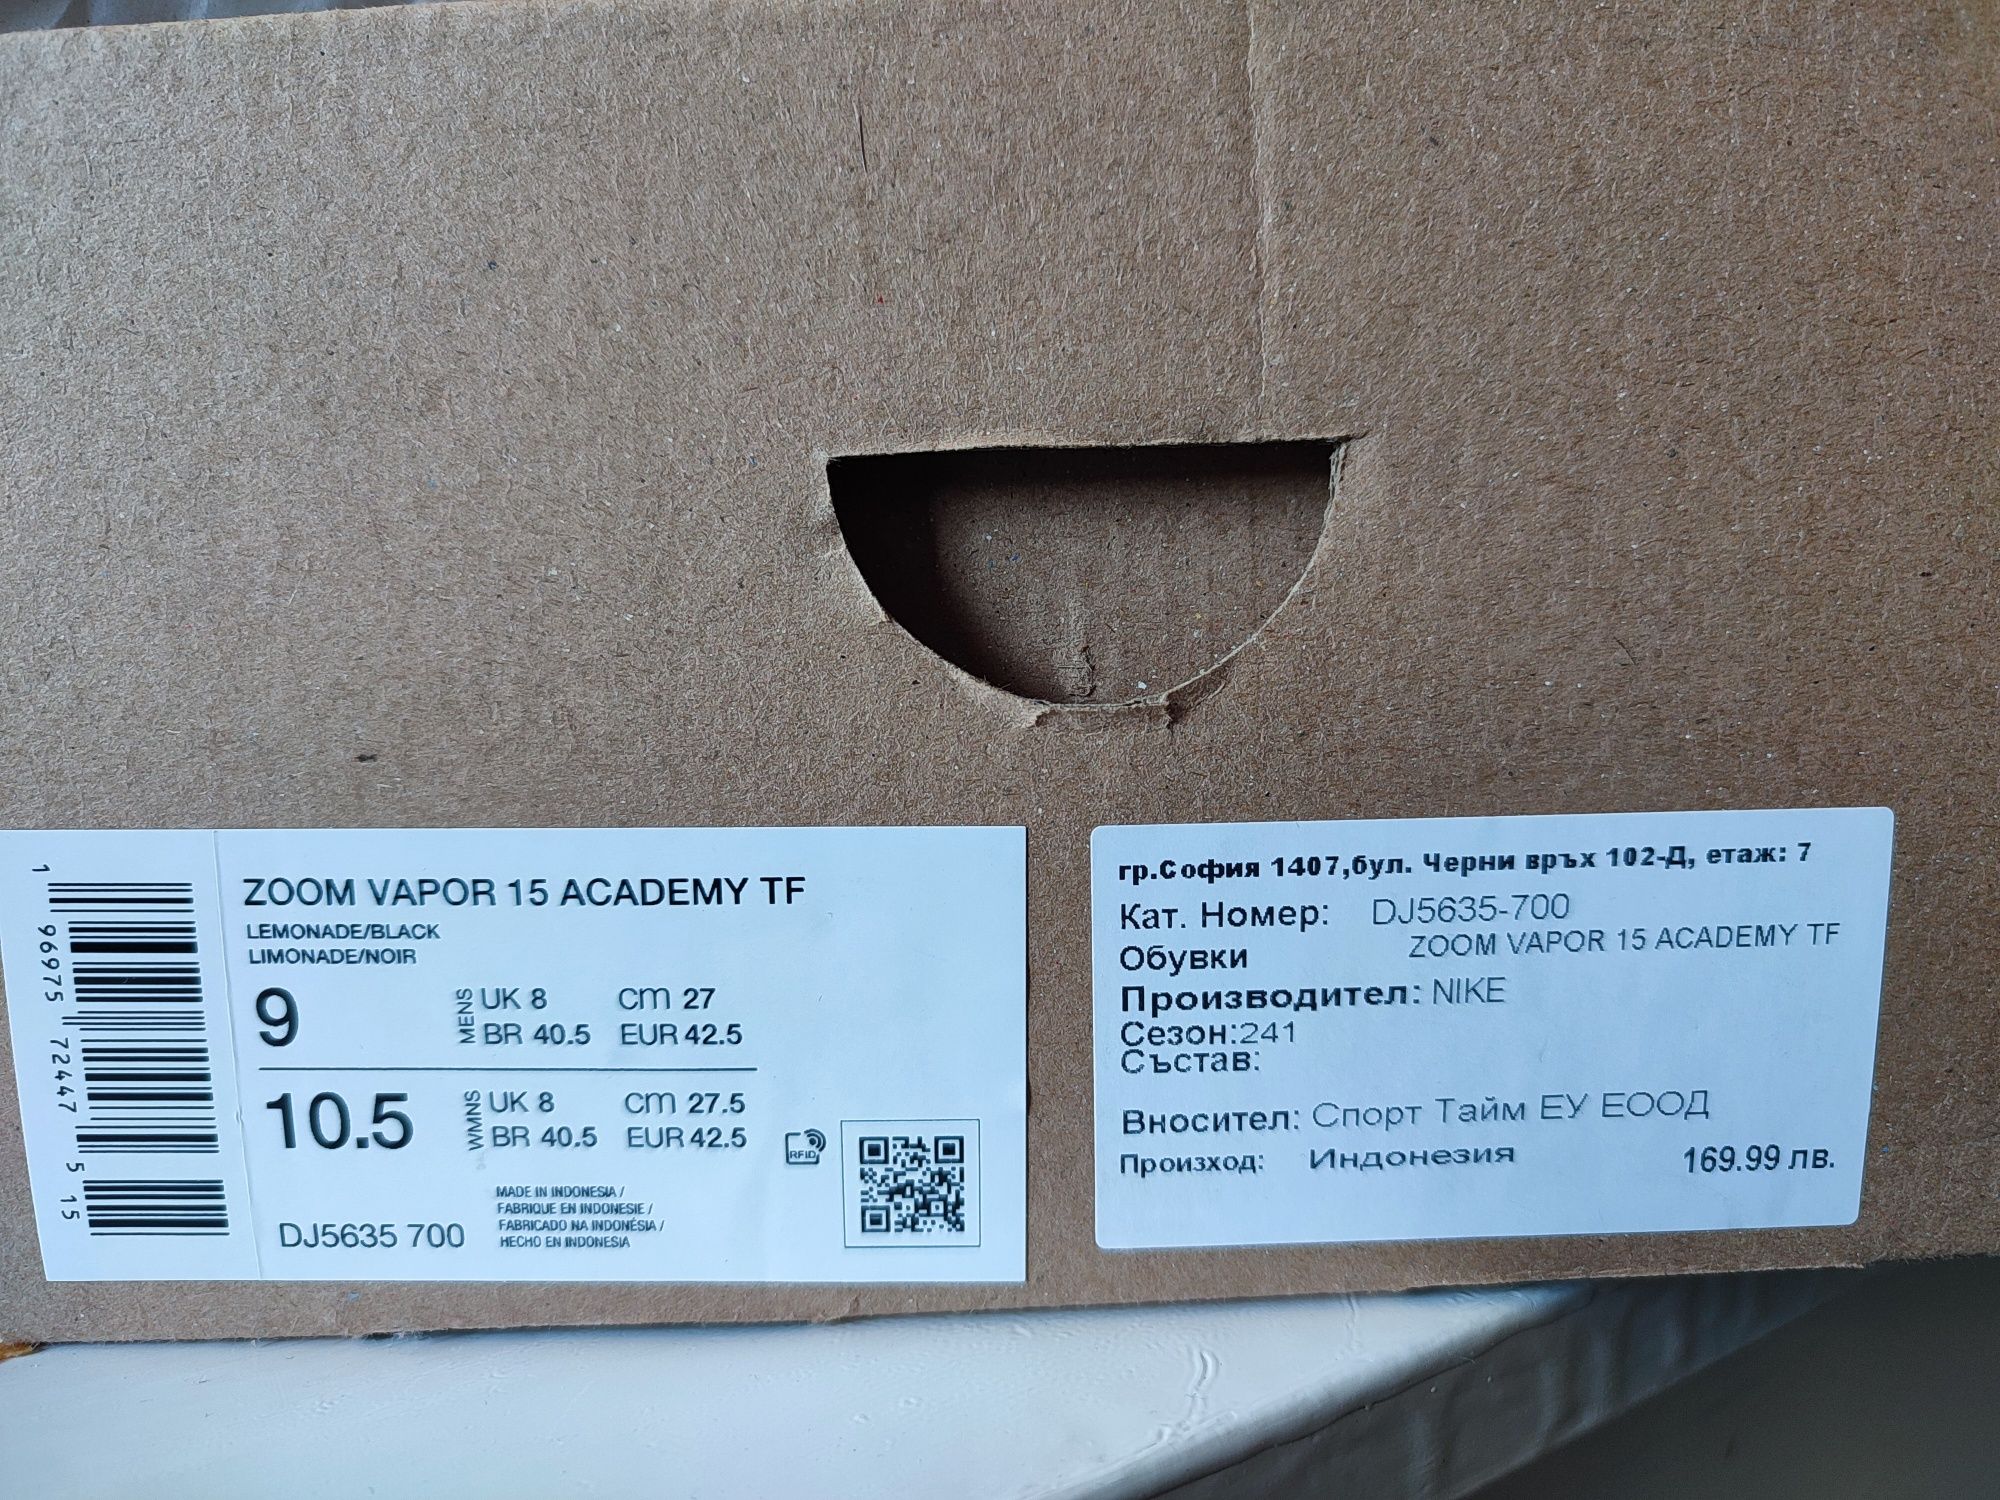 ZOOM VAPOR 15 ACADEMY TF
LEMONADE/BLACK
LIMONADE/NOIR
9
MENS
UK 8 cm 27
BR 40.5 EUR 42.5
10.5
WMNS
UK 8 cm 27.5
BR 40.5 EUR 42.5
RFID
DJ5635 700
MADE IN INDONESIA /
FABRIQUE EN INDONESIE /
FABRICADO NA INDONÉSIA /
HECHO EN INDONESIA
1 96975 72447 5 15
гр.София 1407,бул. Черни връх 102-Д, етаж: 7
Кат. Номер: DJ5635-700
Обувки ZOOM VAPOR 15 ACADEMY TF
Производител: NIKE
Сезон:241
Състав:
Вносител: Спорт Тайм ЕУ ЕООД
Произход: Индонезия 169.99 лв.